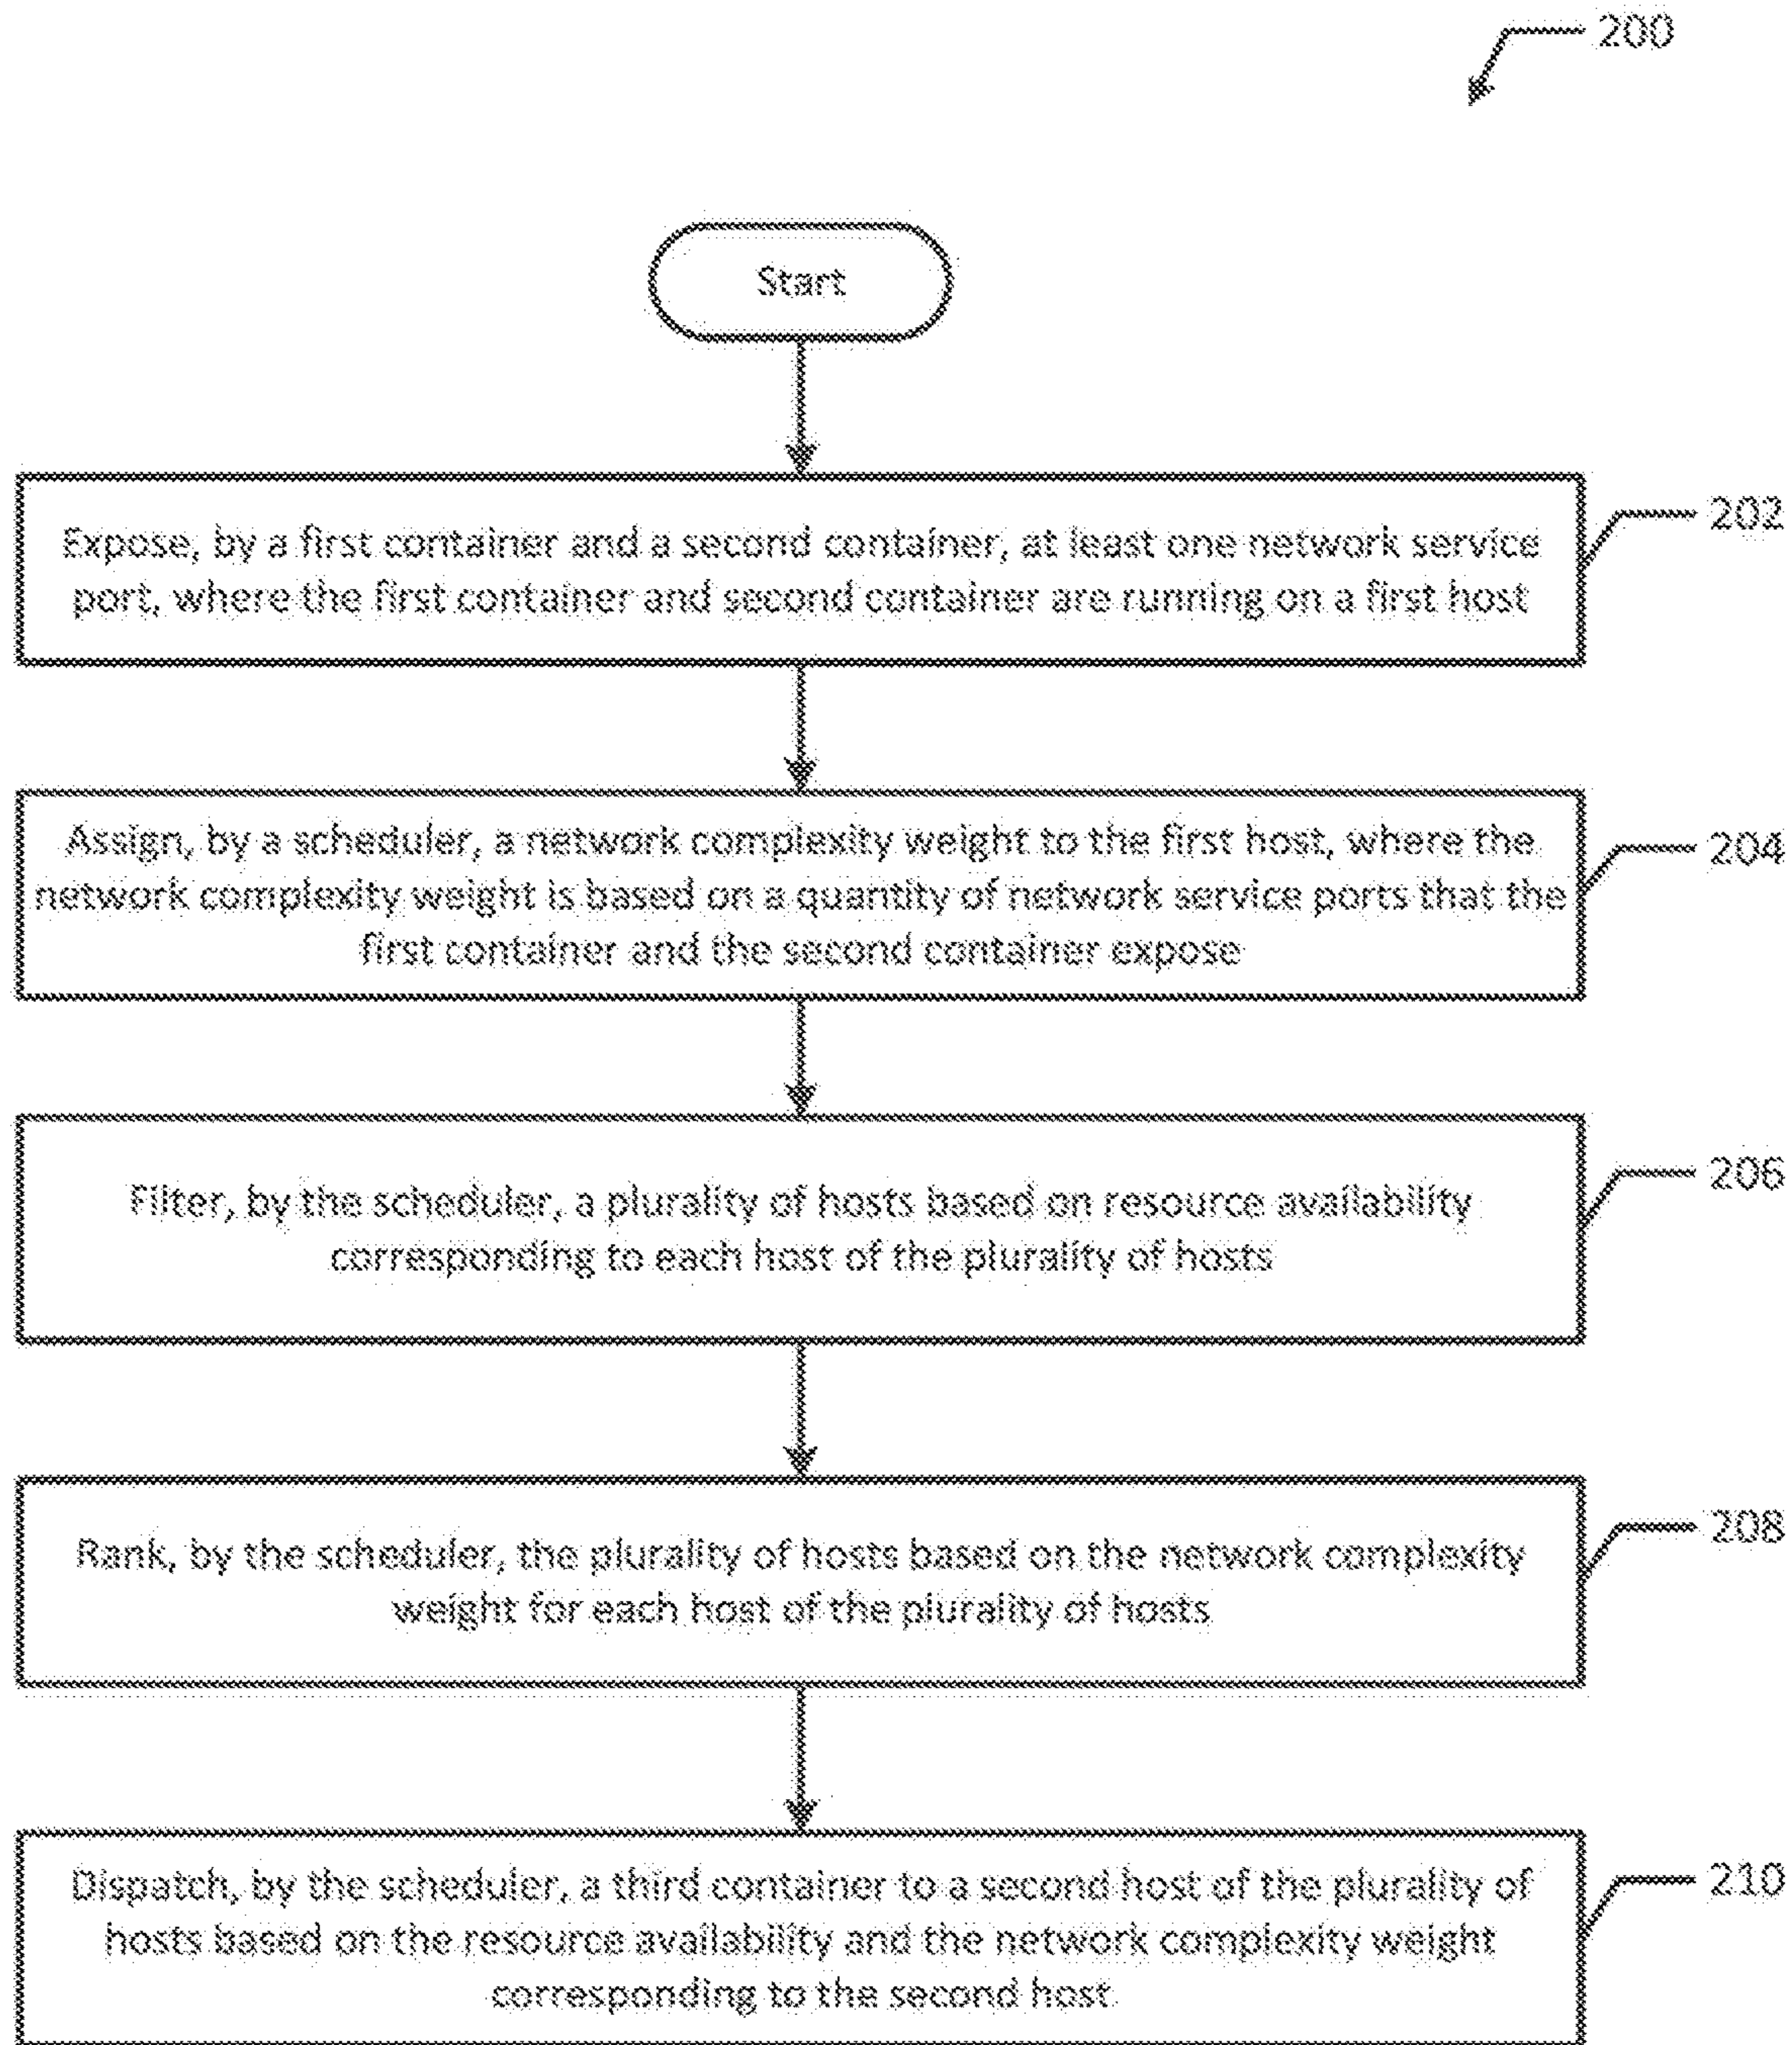 200
Start
Expose, by a first container and a second container, at least one network service
port, where the first container and second container are running on a first host
202
Assign, by a scheduler, a network complexity weight to the first host, where the
network complexity weight is based on a quantity of network service ports that the
first container and the second container expose
204
Filter, by the scheduler, a plurality of hosts based on resource availability
corresponding to each host of the plurality of hosts
206
Rank, by the scheduler, the plurality of hosts based on the network complexity
weight for each host of the plurality of hosts
208
Dispatch, by the scheduler, a third container to a second host of the plurality of
hosts based on the resource availability and the network complexity weight
corresponding to the second host
210